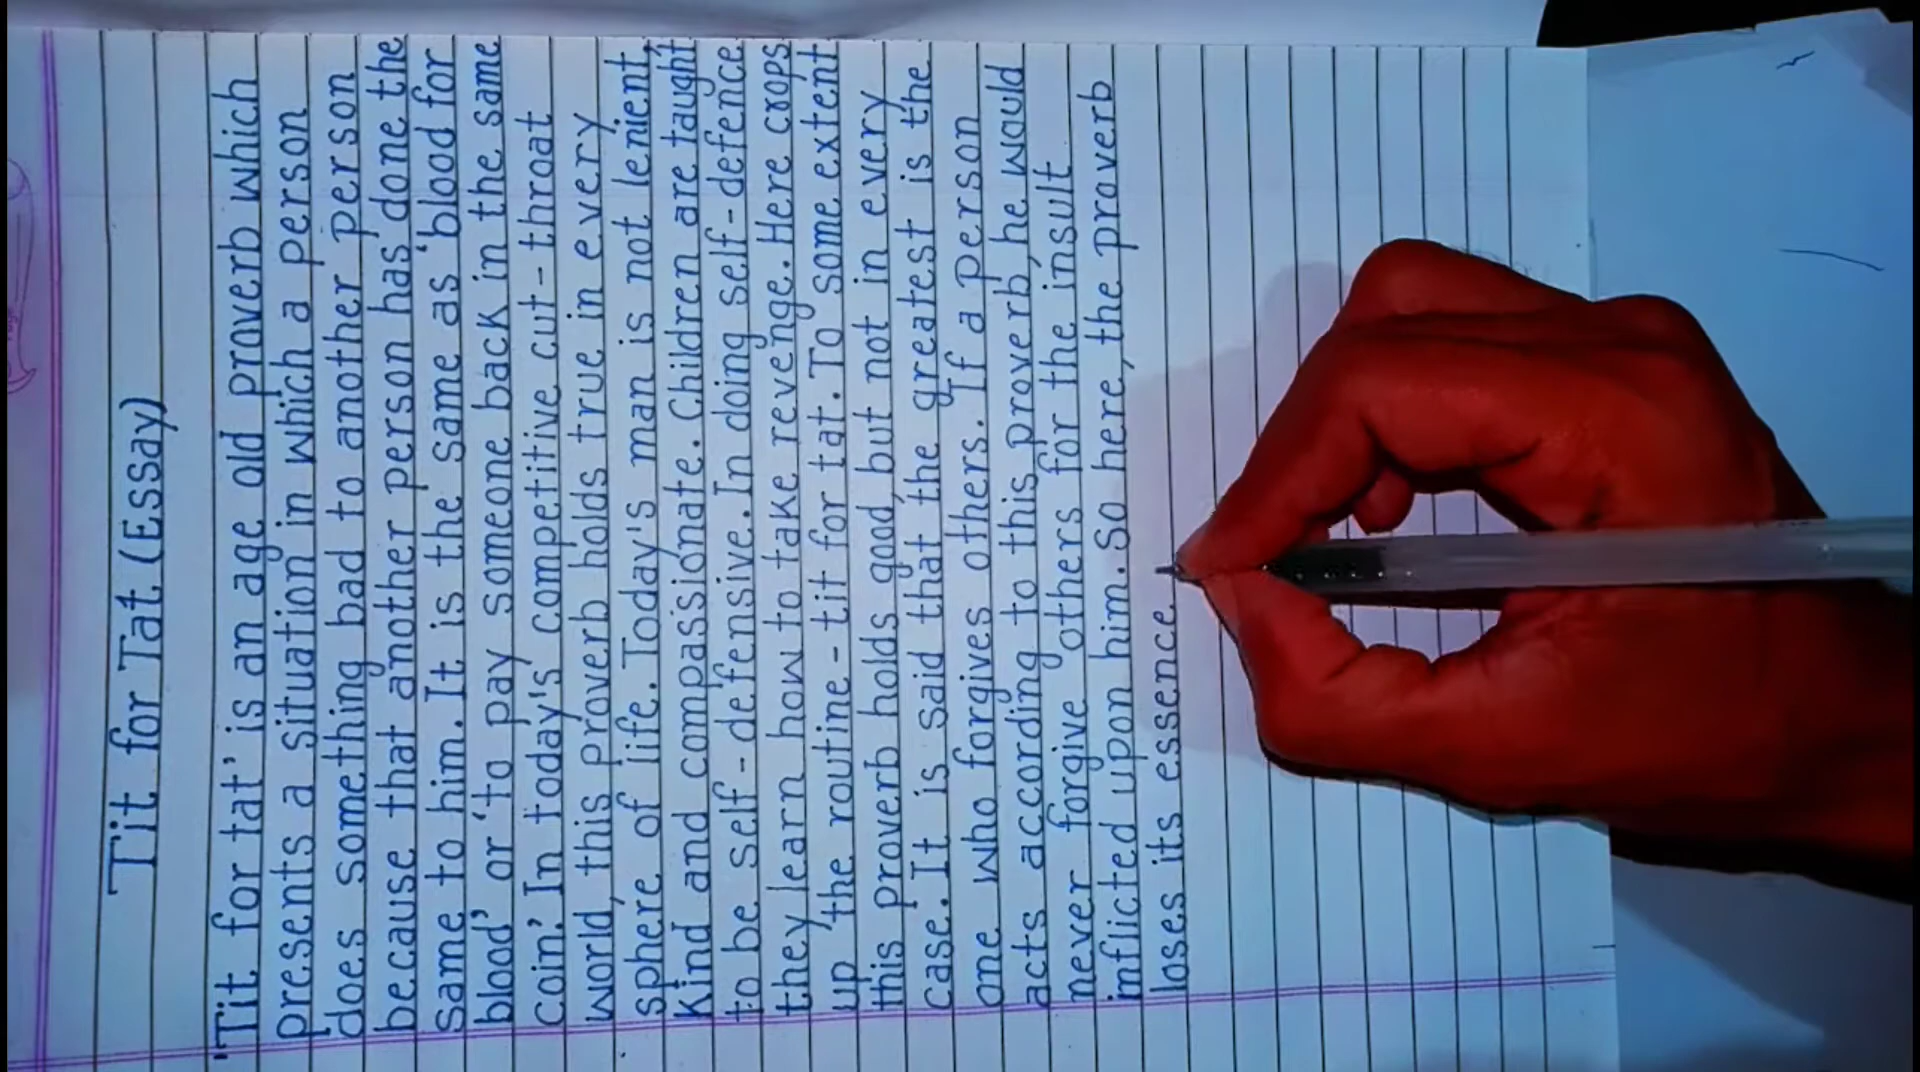 Tit for Tat (Essay)
'Tit for tat' is an age old proverb which
presents a situation in which a person
does something bad to another person
because that another person has done the
same to him. It is the same as 'blood for
blood' or 'to pay someone back in the same
coin.' In today's competitive cut-throat
world, this proverb holds true in every
sphere of life. Today's man is not lenient,
Kind and compassionate. Children are taught
to be self-defensive. In doing self-defence
they learn how to take revenge. Here crops
up the routine-tit for tat. To some extent
this proverb holds good, but not in every
case. It is said that the greatest is the
one who forgives others. If a person
acts according to this proverb, he would
never forgive others for the insult
inflicted upon him. So here, the proverb
loses its essence.